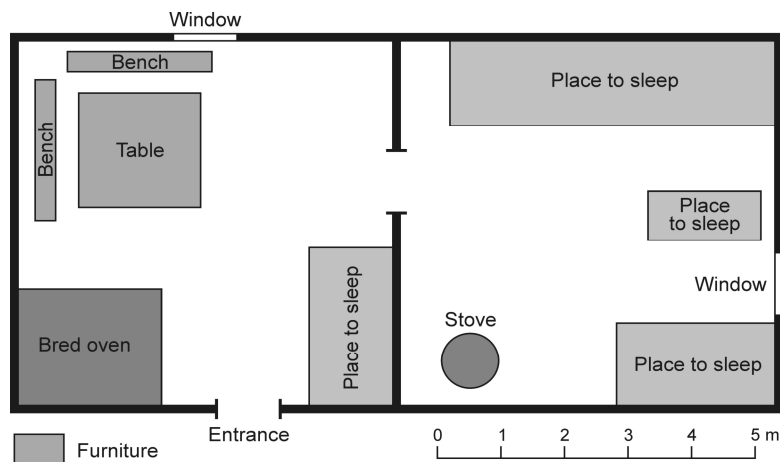 Window
Bench
Place to sleep
Bench
Table
Place
to sleep
Window
Place to sleep
Bred oven
Stove
Place to sleep
Entrance
0 1 2 3 4 5 m
Furniture